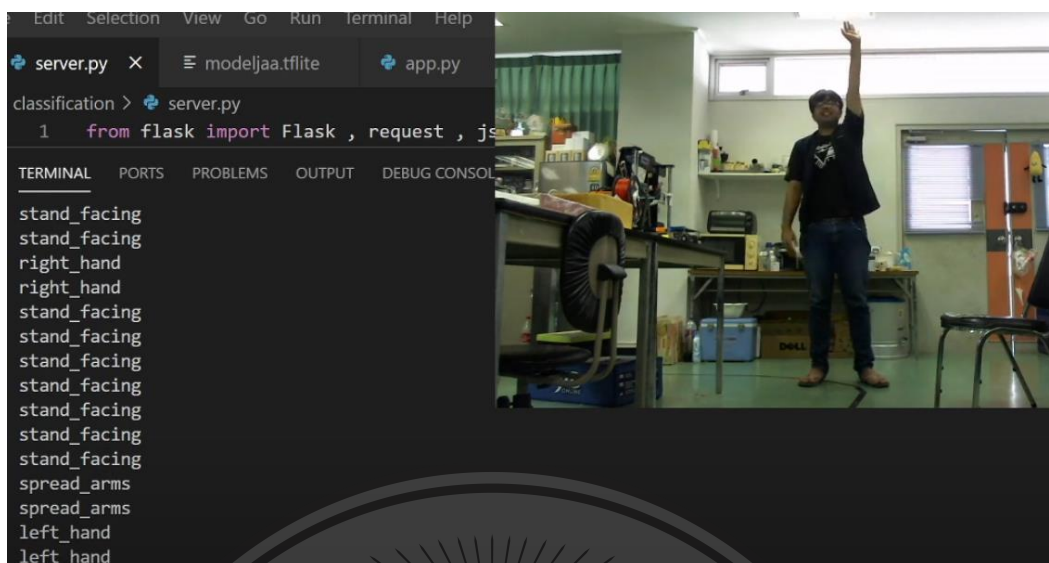 Edit Selection View Go Run Terminal Help
server.py × modeljaa.tflite app.py
classification > server.py
1 from flask import Flask , request , js
TERMINAL PORTS PROBLEMS OUTPUT DEBUG CONSOL
stand_facing
stand_facing
right_hand
right_hand
stand_facing
stand_facing
stand_facing
stand_facing
stand_facing
stand_facing
stand_facing
spread_arms
spread_arms
left_hand
left_hand
DELL